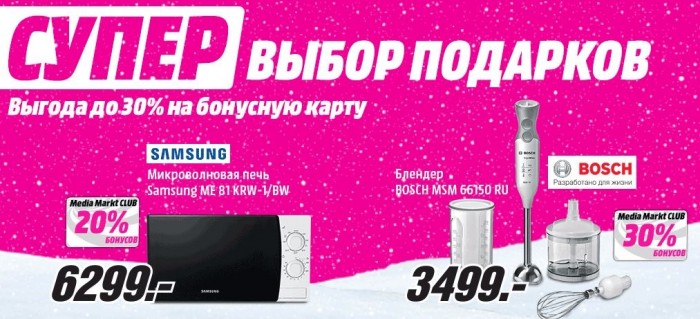 СУПЕР ВЫБОР ПОДАРКОВ
Выгода до 30% на бонусную карту
SAMSUNG
Микроволновая печь
Samsung ME 81 KRW-1/BW
Media Markt CLUB
20%
БОНУСОВ
SAMSUNG
6299.-
Блендер
BOSCH MSM 66150 RU
BOSCH
Разработано для жизни
Media Markt CLUB
30%
БОНУСОВ
3499.-